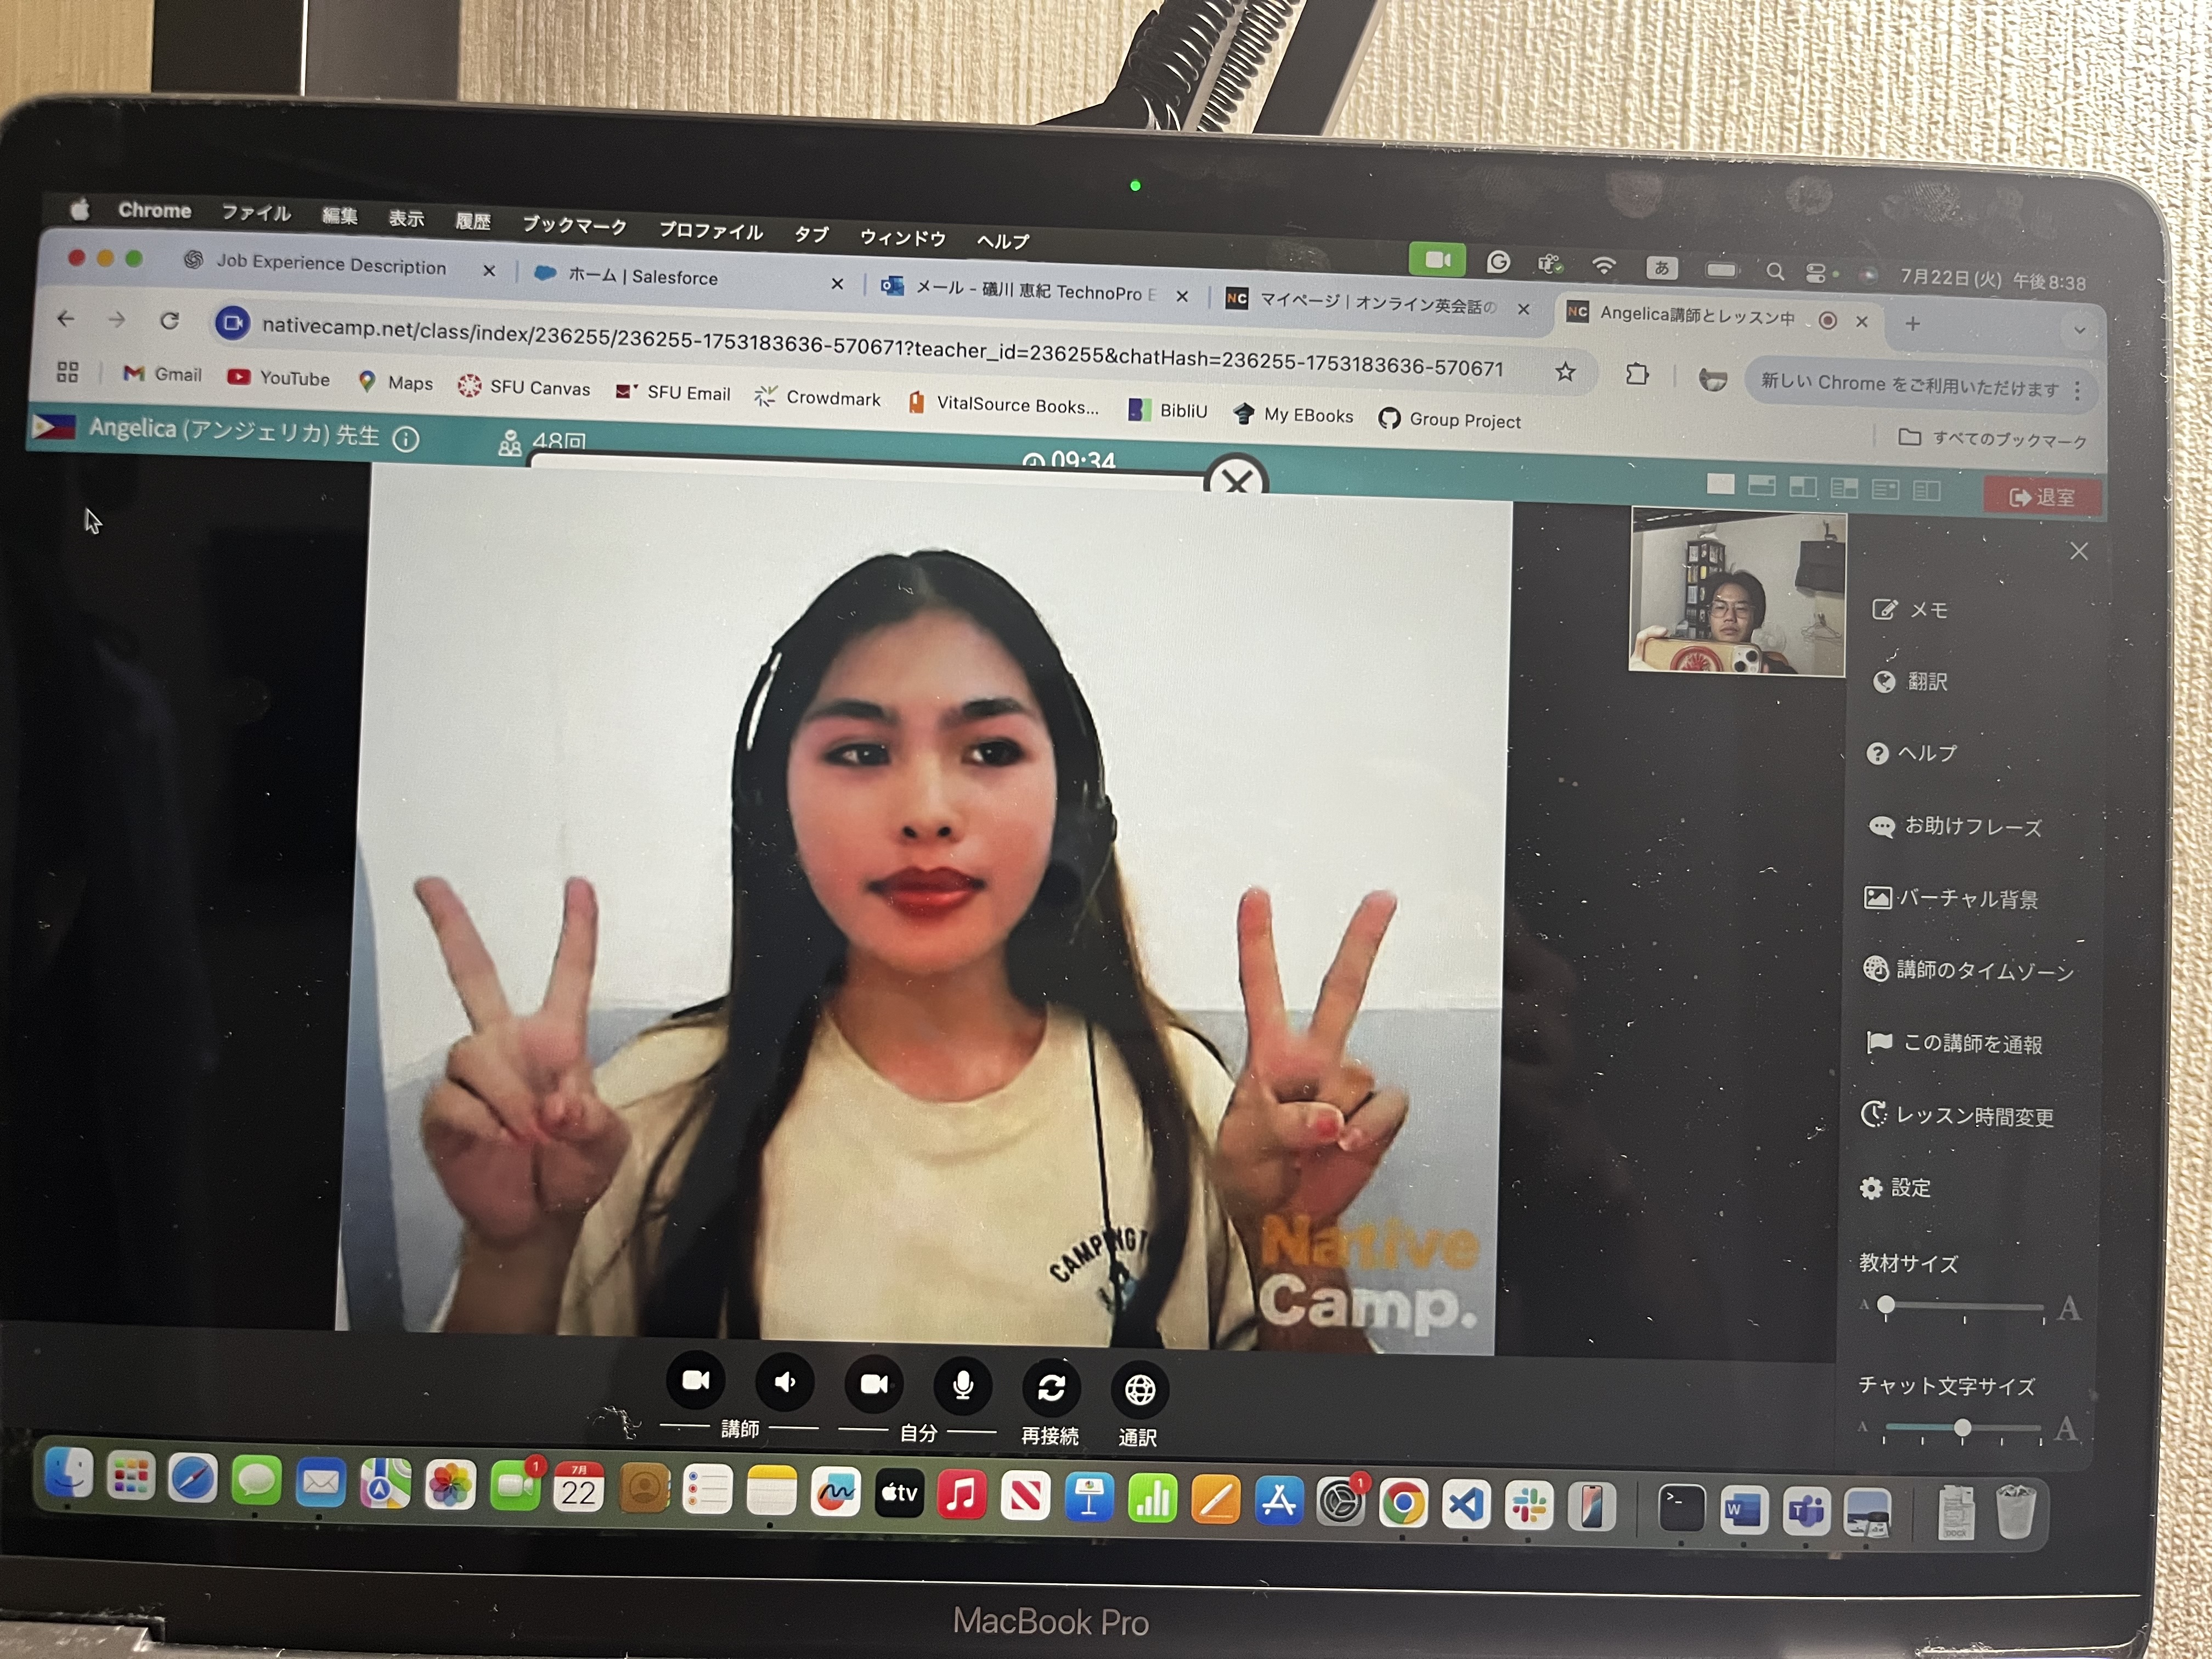 Chrome ファイル 編集 表示 履歴 ブックマーク プロファイル タブ ウィンドウ ヘルプ あ 7月22日(火) 午後8:38
Job Experience Description ホーム | Salesforce メール - 礒川 恵紀 TechnoPro E NC マイページ | オンライン英会話の NC Angelica講師とレッスン中
nativecamp.net/class/index/236255/236255-1753183636-570671?teacher_id=236255&chatHash=236255-1753183636-570671 新しい Chrome をご利用いただけます
Gmail YouTube Maps SFU Canvas SFU Email Crowdmark VitalSource Books... BibliU My EBooks Group Project すべてのブックマーク
Angelica (アンジェリカ) 先生 48回 09:34 退室
メモ
翻訳
ヘルプ
お助けフレーズ
バーチャル背景
講師のタイムゾーン
この講師を通報
レッスン時間変更
設定
教材サイズ
A A
チャット文字サイズ
A A
CAMPINGT
Native
Camp.
講師 自分 再接続 通訳
1 7月 22 tv 1 W T DOCX
MacBook Pro